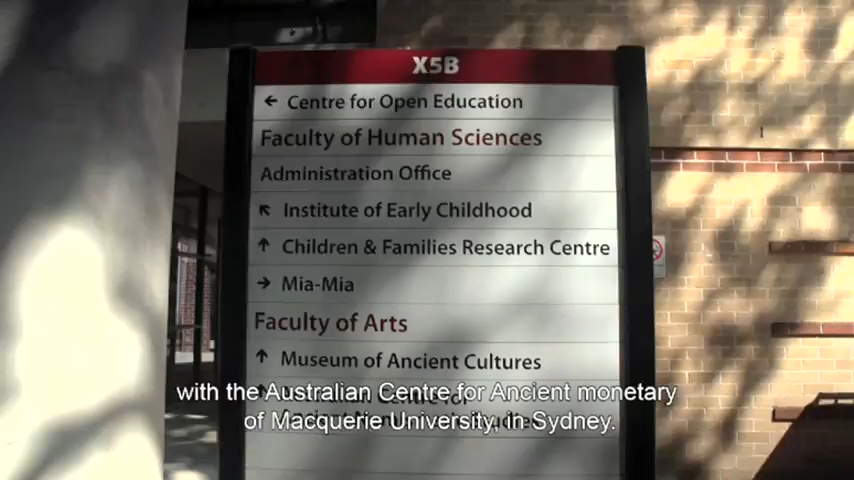 X5B
← Centre for Open Education
Faculty of Human Sciences
Administration Office
↖ Institute of Early Childhood
↑ Children & Families Research Centre
→ Mia-Mia
Faculty of Arts
↑ Museum of Ancient Cultures
with the Australian Centre for Ancient monetary
of Macquerie University, in Sydney.